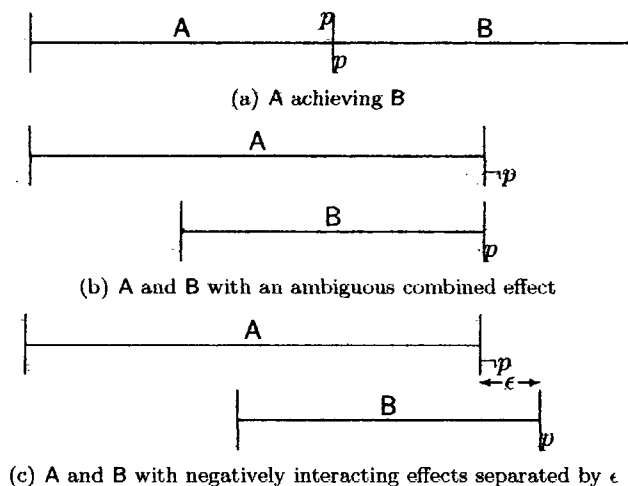 A p B
p
(a) A achieving B
A
¬p
B
p
(b) A and B with an ambiguous combined effect
A
¬p
ϵ
B
p
(c) A and B with negatively interacting effects separated by ϵ